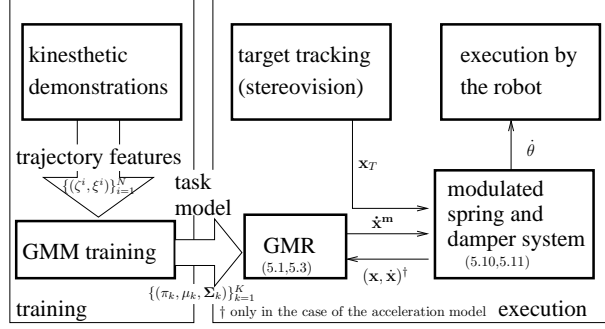 kinesthetic
demonstrations
trajectory features
{(ζ^i, ξ^i)}_{i=1}^N
GMM training
training
task
model
{(π_k, μ_k, Σ_k)}_{k=1}^K
target tracking
(stereovision)
x_T
GMR
(5.1,5.3)
ẋ^m
(x, ẋ)^†
† only in the case of the acceleration model
execution by
the robot
θ̇
modulated
spring and
damper system
(5.10,5.11)
execution